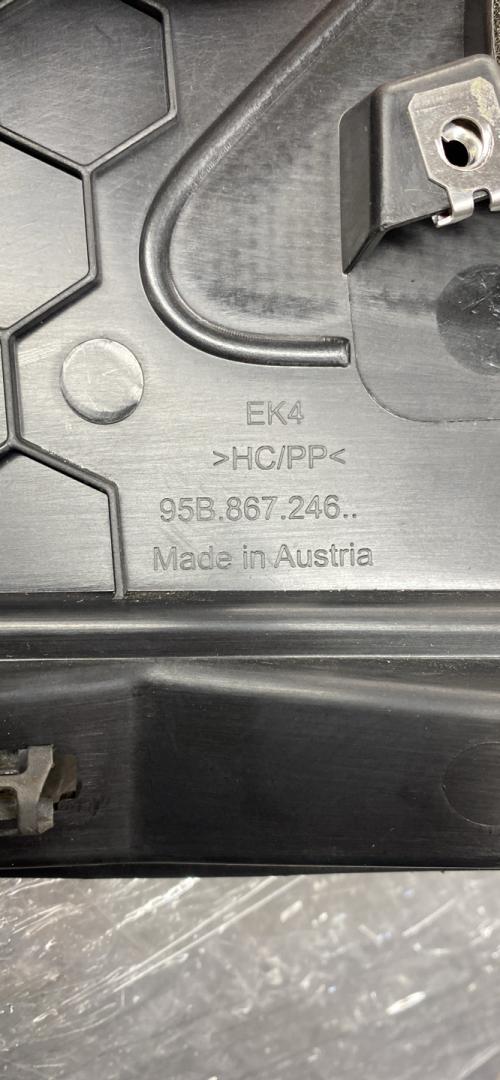 EK4
>HC/PP<
95B.867.246..
Made in Austria